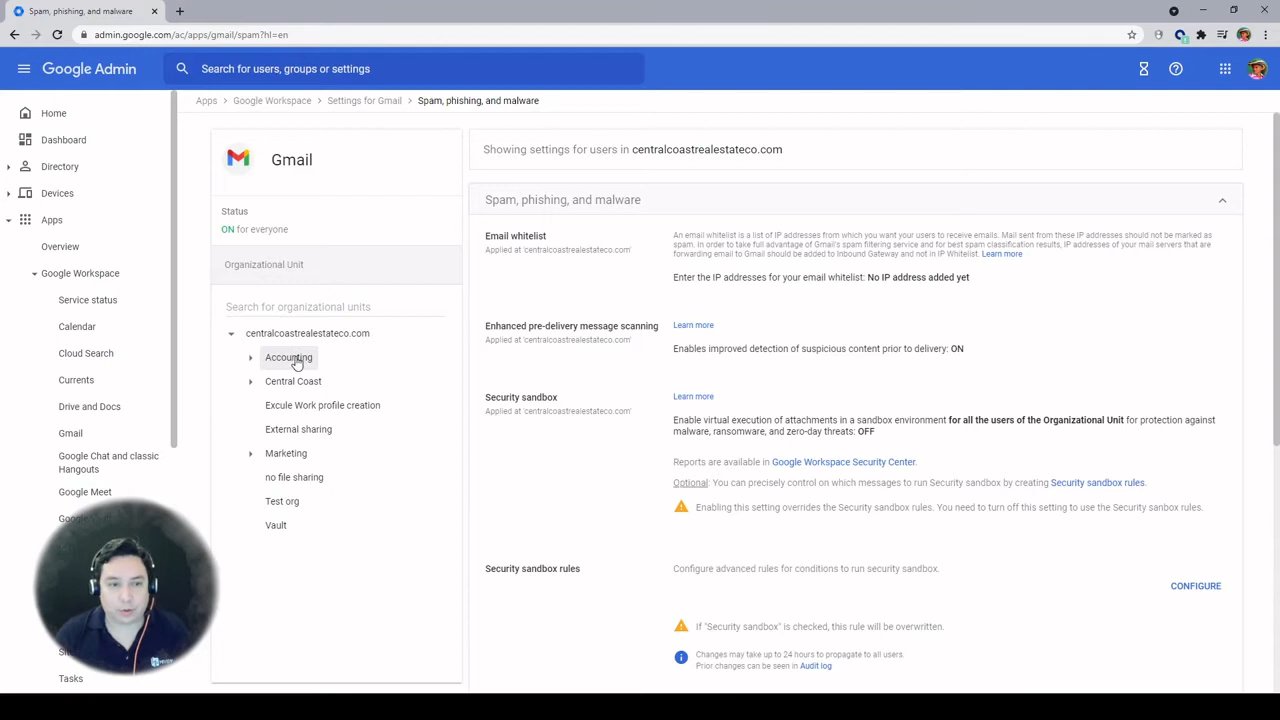 Spam, phishing, and malware
admin.google.com/ac/apps/gmail/spam?hl=en
Google Admin
Search for users, groups or settings
Home
Dashboard
Directory
Devices
Apps
Overview
Google Workspace
Service status
Calendar
Cloud Search
Currents
Drive and Docs
Gmail
Google Chat and classic
Hangouts
Google Meet
Tasks
Apps > Google Workspace > Settings for Gmail > Spam, phishing, and malware
Gmail
Status
ON for everyone
Organizational Unit
Search for organizational units
centralcoastrealestateco.com
Accounting
Central Coast
Excule Work profile creation
External sharing
Marketing
no file sharing
Test org
Vault
Showing settings for users in centralcoastrealestateco.com
Spam, phishing, and malware
Email whitelist
Applied at 'centralcoastrealestateco.com'
An email whitelist is a list of IP addresses from which you want your users to receive emails. Mail sent from these IP addresses should not be marked as
spam. In order to take full advantage of Gmail's spam filtering service and for best spam classification results, IP addresses of your mail servers that are
forwarding email to Gmail should be added to Inbound Gateway and not in IP Whitelist. Learn more
Enter the IP addresses for your email whitelist: No IP address added yet
Enhanced pre-delivery message scanning
Applied at 'centralcoastrealestateco.com'
Learn more
Enables improved detection of suspicious content prior to delivery: ON
Security sandbox
Applied at 'centralcoastrealestateco.com'
Learn more
Enable virtual execution of attachments in a sandbox environment for all the users of the Organizational Unit for protection against
malware, ransomware, and zero-day threats: OFF
Reports are available in Google Workspace Security Center.
Optional: You can precisely control on which messages to run Security sandbox by creating Security sandbox rules.
Enabling this setting overrides the Security sandbox rules. You need to turn off this setting to use the Security sanbox rules.
Security sandbox rules
Configure advanced rules for conditions to run security sandbox.
CONFIGURE
If "Security sandbox" is checked, this rule will be overwritten.
Changes may take up to 24 hours to propagate to all users.
Prior changes can be seen in Audit log